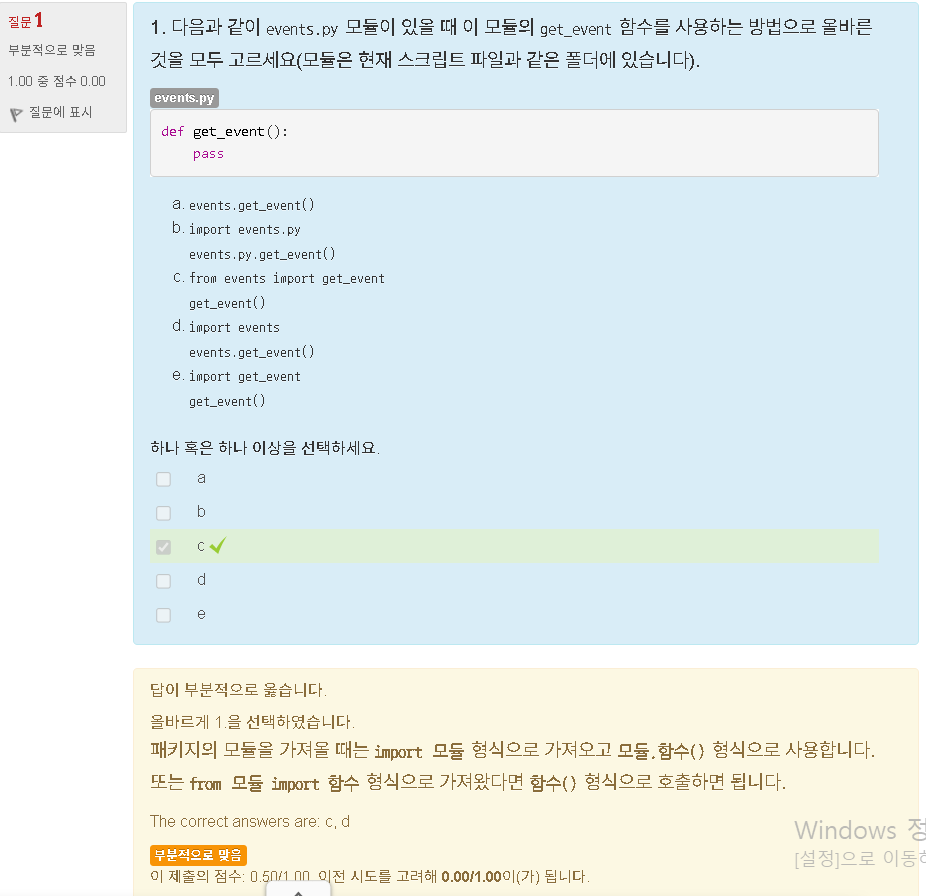 질문 1
부분적으로 맞음
1.00 중 점수 0.00
질문에 표시
1. 다음과 같이 events.py 모듈이 있을 때 이 모듈의 get_event 함수를 사용하는 방법으로 올바른
것을 모두 고르세요(모듈은 현재 스크립트 파일과 같은 폴더에 있습니다).
events.py
def get_event():
    pass
a. events.get_event()
b. import events.py
events.py.get_event()
c. from events import get_event
get_event()
d. import events
events.get_event()
e. import get_event
get_event()
하나 혹은 하나 이상을 선택하세요.
a
b
c
d
e
답이 부분적으로 옳습니다.
올바르게 1.을 선택하였습니다.
패키지의 모듈을 가져올 때는 import 모듈 형식으로 가져오고 모듈.함수() 형식으로 사용합니다.
또는 from 모듈 import 함수 형식으로 가져왔다면 함수() 형식으로 호출하면 됩니다.
The correct answers are: c, d
부분적으로 맞음
이 제출의 점수: 0.50/1.00. 이전 시도를 고려해 0.00/1.00이(가) 됩니다.
Windows 정
[설정]으로 이동